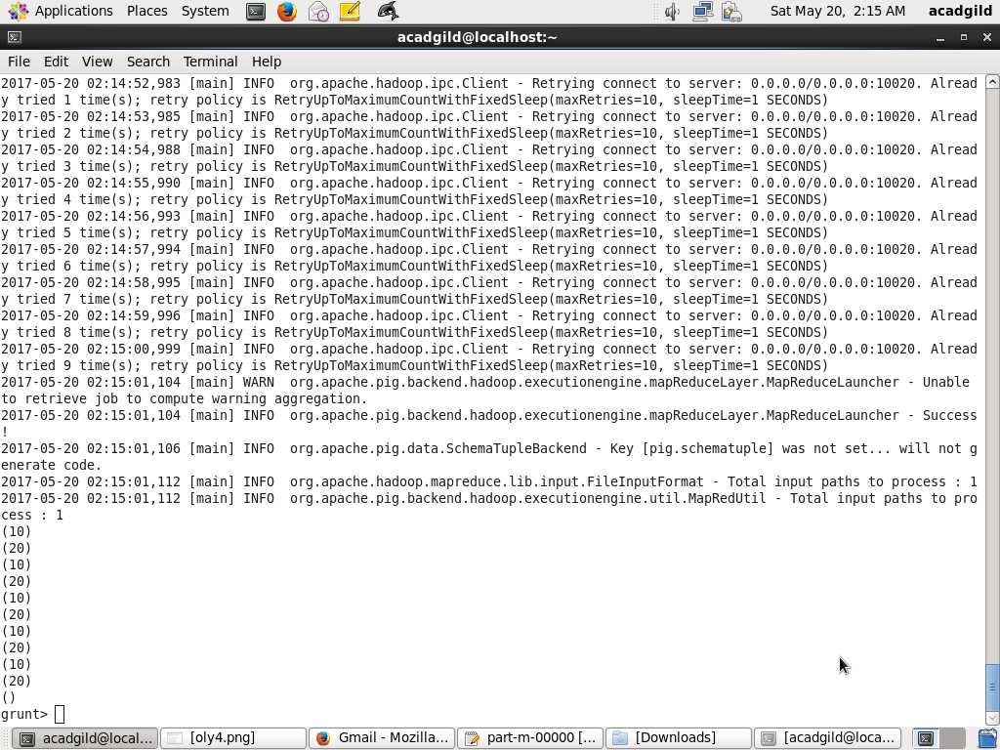 Applications Places System Sat May 20, 2:15 AM acadgild
acadgild@localhost:~
File Edit View Search Terminal Help
2017-05-20 02:14:52,983 [main] INFO  org.apache.hadoop.ipc.Client - Retrying connect to server: 0.0.0.0/0.0.0.0:10020. Alread
y tried 1 time(s); retry policy is RetryUpToMaximumCountWithFixedSleep(maxRetries=10, sleepTime=1 SECONDS)
2017-05-20 02:14:53,985 [main] INFO  org.apache.hadoop.ipc.Client - Retrying connect to server: 0.0.0.0/0.0.0.0:10020. Alread
y tried 2 time(s); retry policy is RetryUpToMaximumCountWithFixedSleep(maxRetries=10, sleepTime=1 SECONDS)
2017-05-20 02:14:54,988 [main] INFO  org.apache.hadoop.ipc.Client - Retrying connect to server: 0.0.0.0/0.0.0.0:10020. Alread
y tried 3 time(s); retry policy is RetryUpToMaximumCountWithFixedSleep(maxRetries=10, sleepTime=1 SECONDS)
2017-05-20 02:14:55,990 [main] INFO  org.apache.hadoop.ipc.Client - Retrying connect to server: 0.0.0.0/0.0.0.0:10020. Alread
y tried 4 time(s); retry policy is RetryUpToMaximumCountWithFixedSleep(maxRetries=10, sleepTime=1 SECONDS)
2017-05-20 02:14:56,993 [main] INFO  org.apache.hadoop.ipc.Client - Retrying connect to server: 0.0.0.0/0.0.0.0:10020. Alread
y tried 5 time(s); retry policy is RetryUpToMaximumCountWithFixedSleep(maxRetries=10, sleepTime=1 SECONDS)
2017-05-20 02:14:57,994 [main] INFO  org.apache.hadoop.ipc.Client - Retrying connect to server: 0.0.0.0/0.0.0.0:10020. Alread
y tried 6 time(s); retry policy is RetryUpToMaximumCountWithFixedSleep(maxRetries=10, sleepTime=1 SECONDS)
2017-05-20 02:14:58,995 [main] INFO  org.apache.hadoop.ipc.Client - Retrying connect to server: 0.0.0.0/0.0.0.0:10020. Alread
y tried 7 time(s); retry policy is RetryUpToMaximumCountWithFixedSleep(maxRetries=10, sleepTime=1 SECONDS)
2017-05-20 02:14:59,996 [main] INFO  org.apache.hadoop.ipc.Client - Retrying connect to server: 0.0.0.0/0.0.0.0:10020. Alread
y tried 8 time(s); retry policy is RetryUpToMaximumCountWithFixedSleep(maxRetries=10, sleepTime=1 SECONDS)
2017-05-20 02:15:00,999 [main] INFO  org.apache.hadoop.ipc.Client - Retrying connect to server: 0.0.0.0/0.0.0.0:10020. Alread
y tried 9 time(s); retry policy is RetryUpToMaximumCountWithFixedSleep(maxRetries=10, sleepTime=1 SECONDS)
2017-05-20 02:15:01,104 [main] WARN  org.apache.pig.backend.hadoop.executionengine.mapReduceLayer.MapReduceLauncher - Unable
to retrieve job to compute warning aggregation.
2017-05-20 02:15:01,104 [main] INFO  org.apache.pig.backend.hadoop.executionengine.mapReduceLayer.MapReduceLauncher - Success
!
2017-05-20 02:15:01,106 [main] INFO  org.apache.pig.data.SchemaTupleBackend - Key [pig.schematuple] was not set... will not g
enerate code.
2017-05-20 02:15:01,112 [main] INFO  org.apache.hadoop.mapreduce.lib.input.FileInputFormat - Total input paths to process : 1
2017-05-20 02:15:01,112 [main] INFO  org.apache.pig.backend.hadoop.executionengine.util.MapRedUtil - Total input paths to pro
cess : 1
(10)
(20)
(10)
(20)
(10)
(20)
(10)
(20)
(10)
(20)
()
grunt>
acadgild@local... [oly4.png] Gmail - Mozilla... part-m-00000 [... [Downloads] [acadgild@loca...